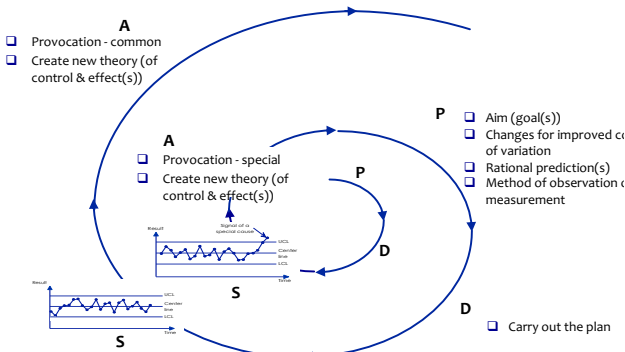 A
Provocation - common
Create new theory (of
control & effect(s))
A
Provocation - special
Create new theory (of
control & effect(s))
P
P
Aim (goal(s))
Changes for improved co
of variation
Rational prediction(s)
Method of observation o
measurement
D
D
Carry out the plan
Result
Signal of a
special cause
UCL
Center
line
LCL
Time
S
Result
UCL
Center
line
LCL
Time
S